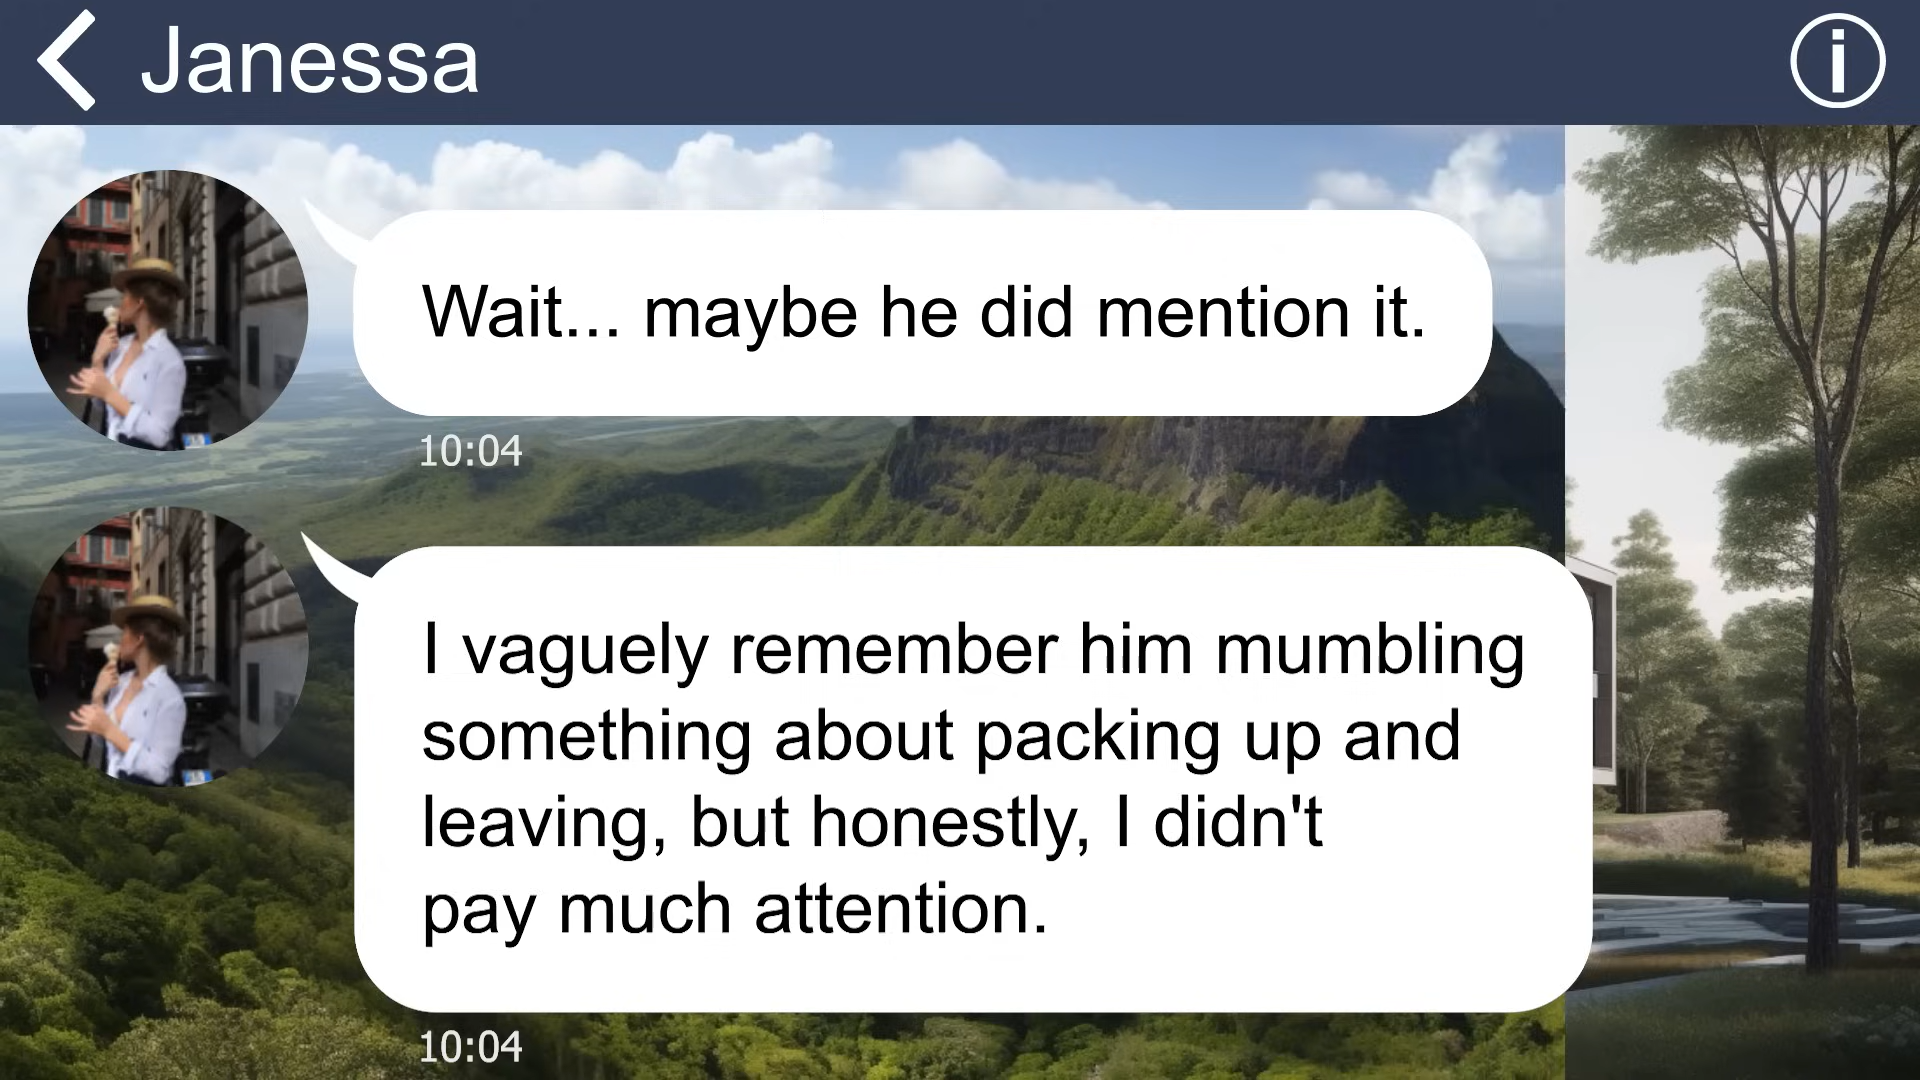 Janessa
Wait... maybe he did mention it.
10:04
I vaguely remember him mumbling
something about packing up and
leaving, but honestly, I didn't
pay much attention.
10:04